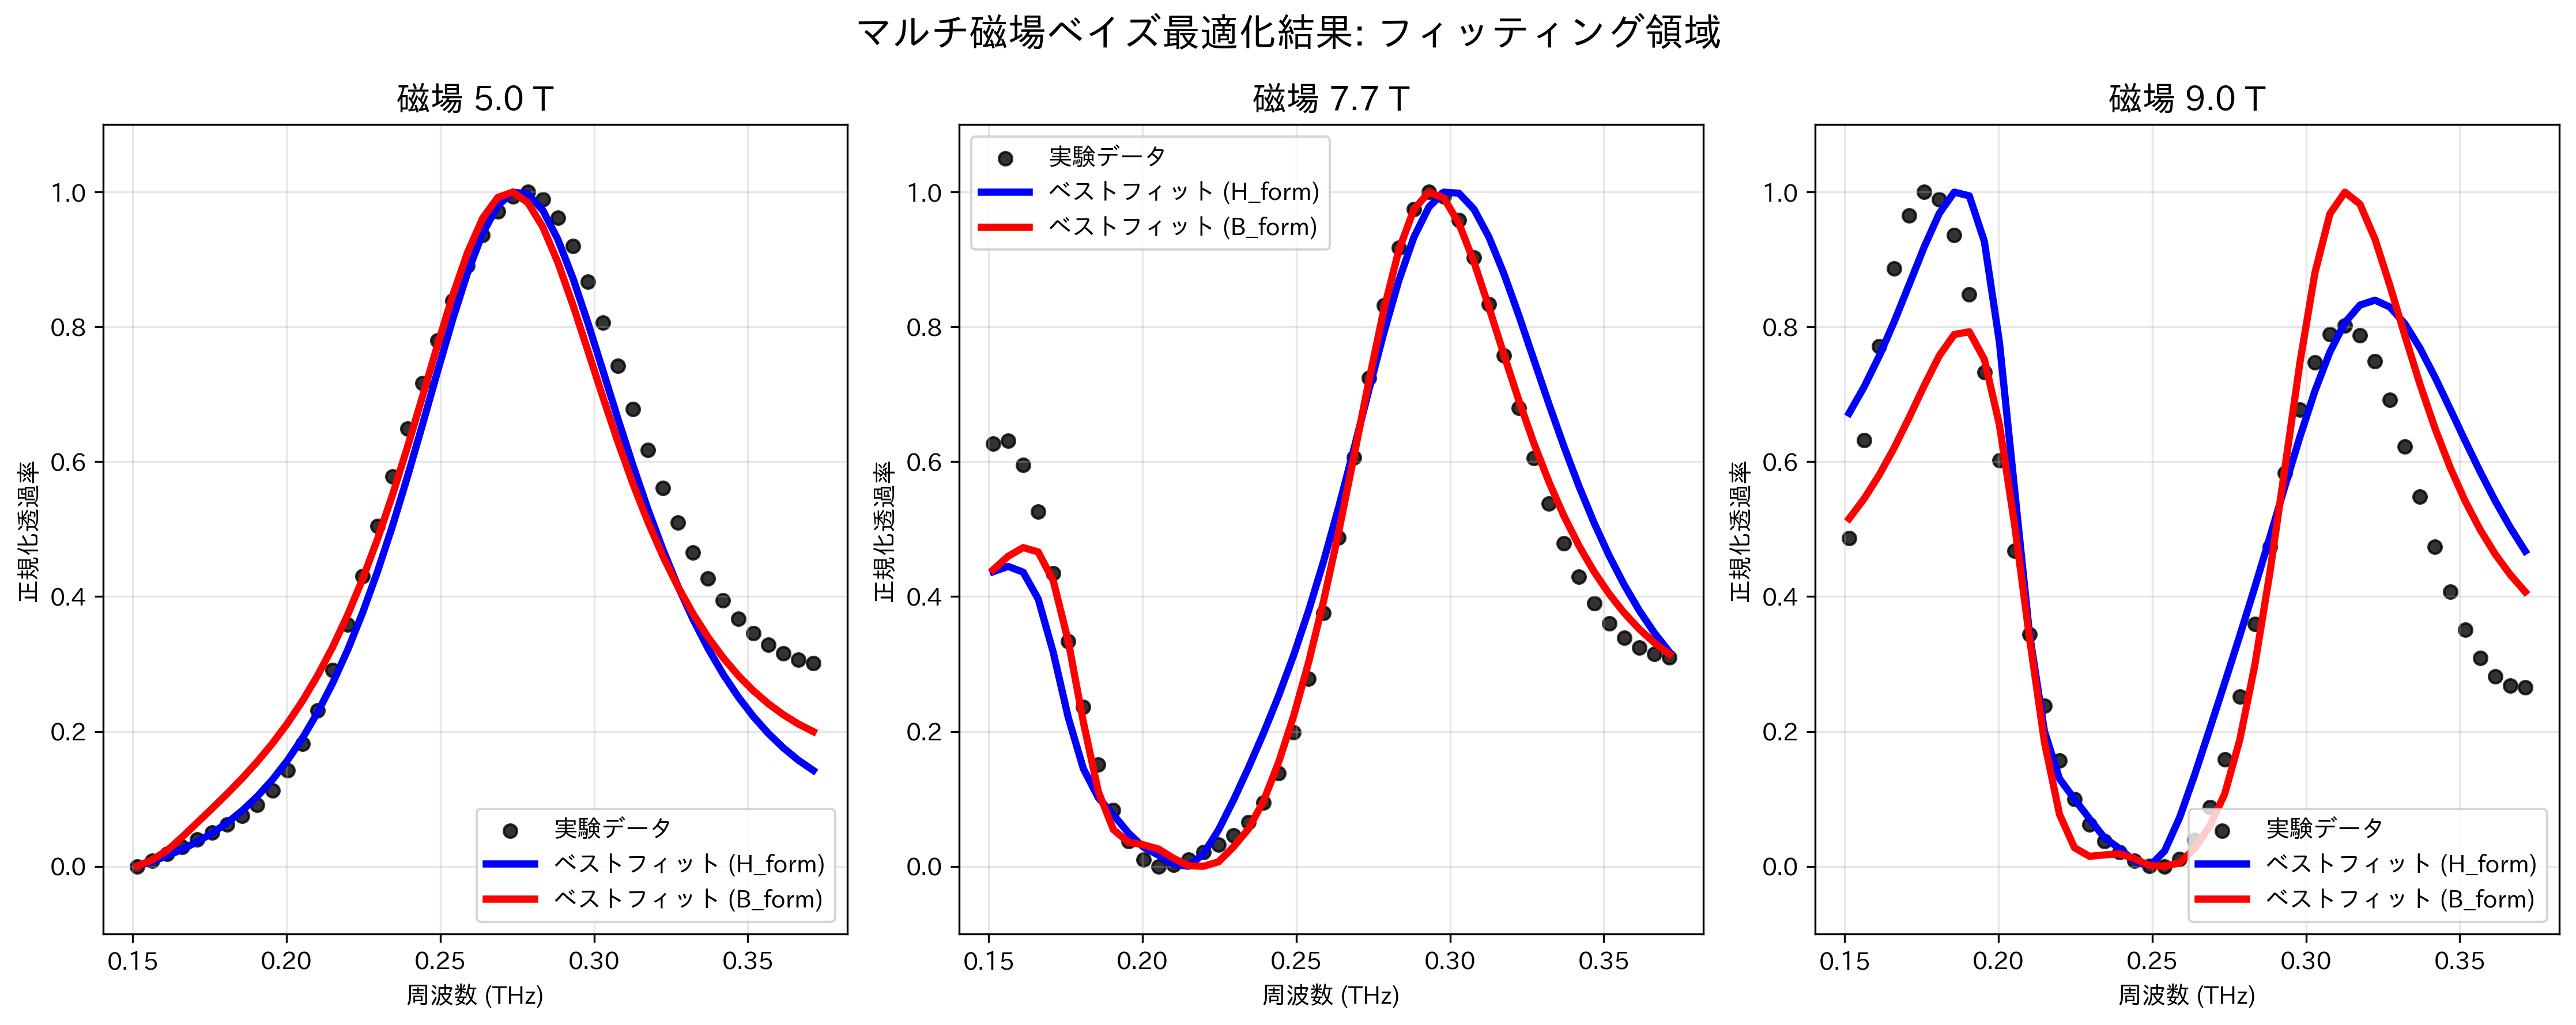 マルチ磁場ベイズ最適化結果: フィッティング領域
磁場 5.0 T
正規化透過率
1.0
0.8
0.6
0.4
0.2
0.0
0.15 0.20 0.25 0.30 0.35
周波数 (THz)
実験データ
ベストフィット (H_form)
ベストフィット (B_form)
磁場 7.7 T
正規化透過率
1.0
0.8
0.6
0.4
0.2
0.0
0.15 0.20 0.25 0.30 0.35
周波数 (THz)
実験データ
ベストフィット (H_form)
ベストフィット (B_form)
磁場 9.0 T
正規化透過率
1.0
0.8
0.6
0.4
0.2
0.0
0.15 0.20 0.25 0.30 0.35
周波数 (THz)
実験データ
ベストフィット (H_form)
ベストフィット (B_form)